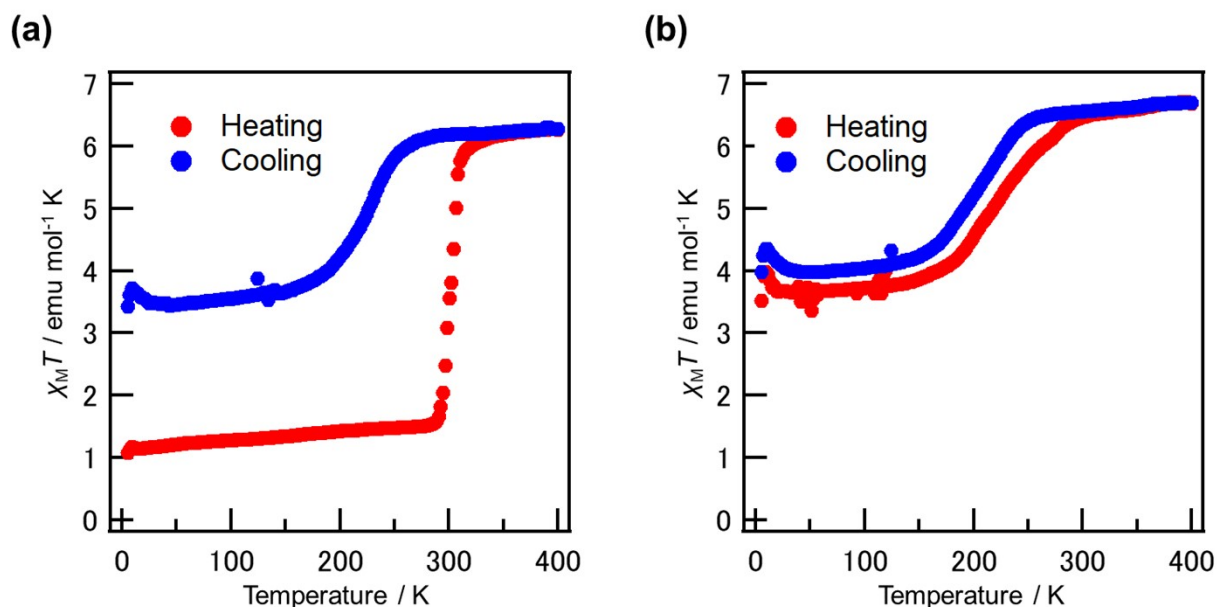 (a)
(b)
χM T / emu mol-1 K
7
6
5
4
3
2
1
0
Heating
Cooling
0 100 200 300 400
Temperature / K
χM T / emu mol-1 K
7
6
5
4
3
2
1
0
Heating
Cooling
0 100 200 300 400
Temperature / K